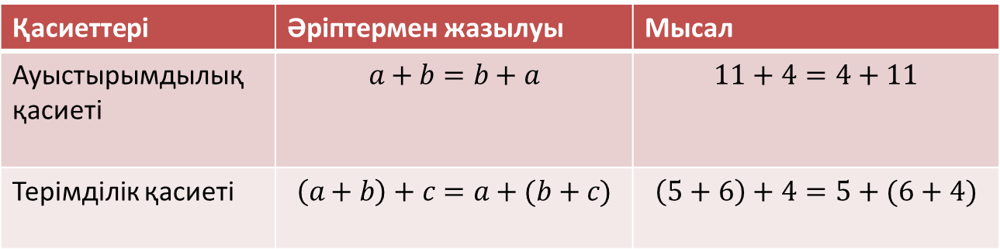 Қасиеттері
Әріптермен жазылуы
Мысал
Ауыстырымдылық
қасиеті
a + b = b + a
11 + 4 = 4 + 11
Терімділік қасиеті
(a + b) + c = a + (b + c)
(5 + 6) + 4 = 5 + (6 + 4)